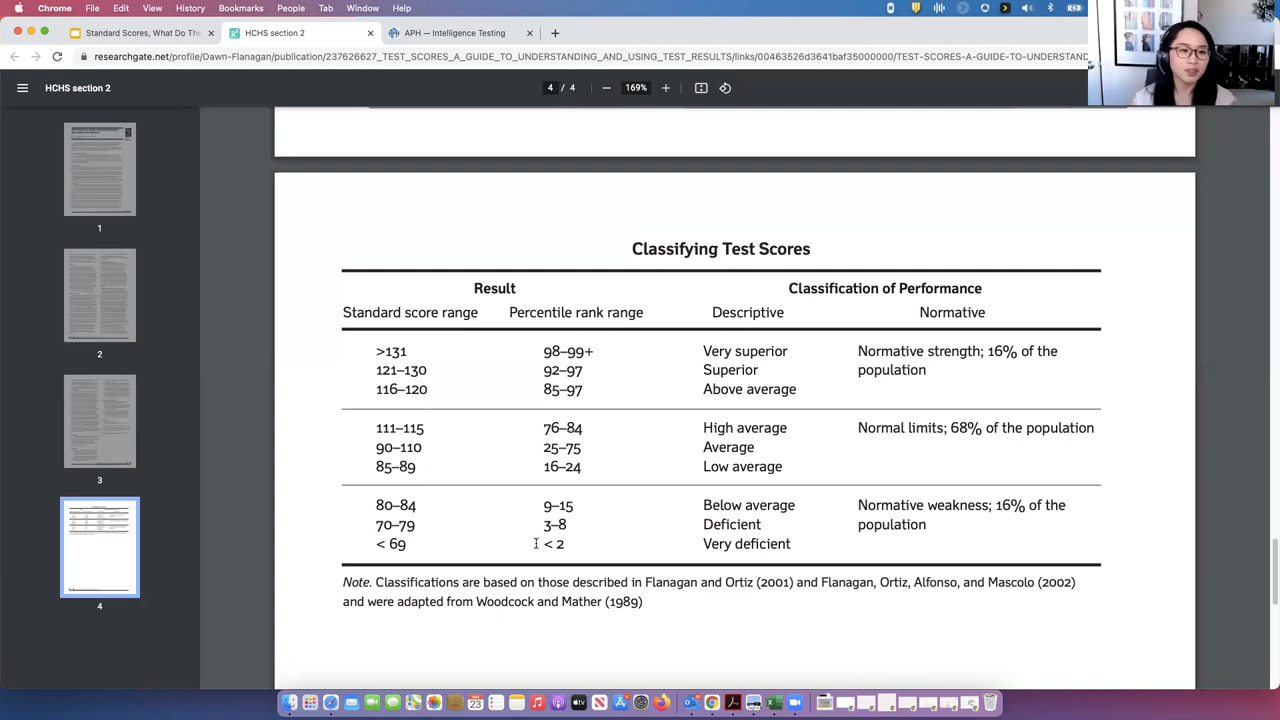 Chrome File Edit View History Bookmarks People Tab Window Help
Standard Scores, What Do The
HCHS section 2
APH — Intelligence Testing
researchgate.net/profile/Dawn-Flanagan/publication/237626627_TEST_SCORES_A_GUIDE_TO_UNDERSTANDING_AND_USING_TEST_RESULTS/links/00463526d3641baf35000000/TEST-SCORES-A-GUIDE-TO-UNDERSTAND
HCHS section 2
4 / 4
169%
1
2
3
4
Classifying Test Scores
Result Classification of Performance
Standard score range Percentile rank range Descriptive Normative
>131 98–99+ Very superior Normative strength; 16% of the
121–130 92–97 Superior population
116–120 85–97 Above average
111–115 76–84 High average Normal limits; 68% of the population
90–110 25–75 Average
85–89 16–24 Low average
80–84 9–15 Below average Normative weakness; 16% of the
70–79 3–8 Deficient population
< 69 < 2 Very deficient
Note. Classifications are based on those described in Flanagan and Ortiz (2001) and Flanagan, Ortiz, Alfonso, and Mascolo (2002)
and were adapted from Woodcock and Mather (1989)
23